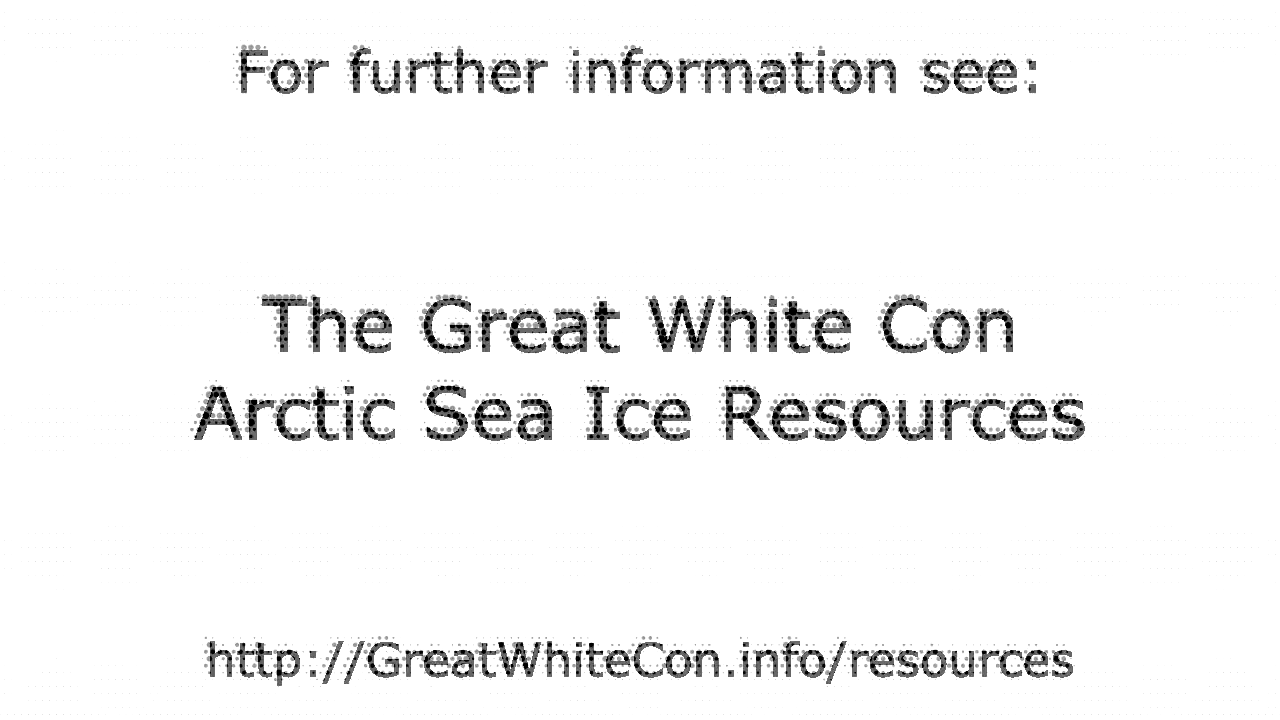 For further information see:
The Great White Con
Arctic Sea Ice Resources
http://GreatWhiteCon.info/resources